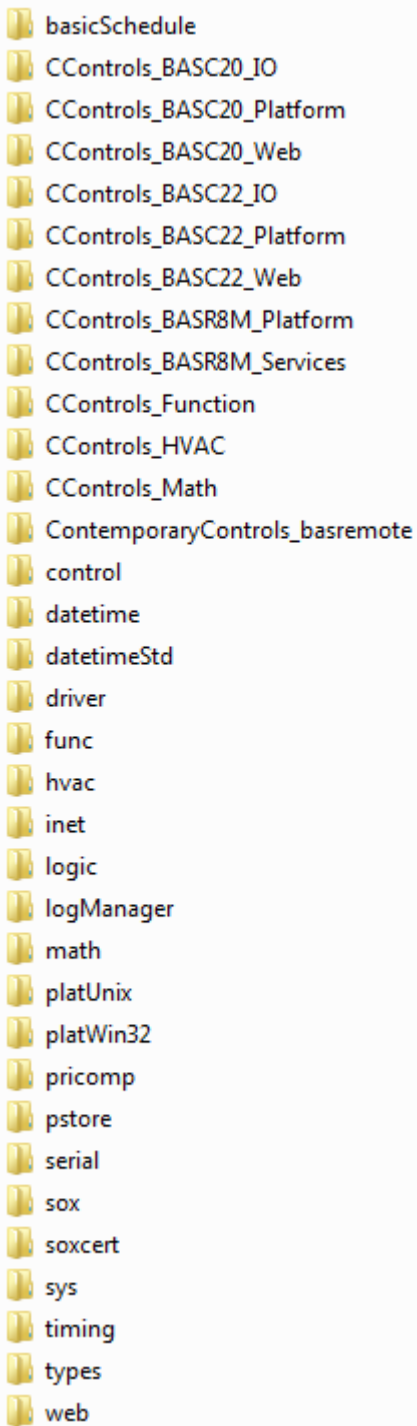 basicSchedule
CControls_BASC20_IO
CControls_BASC20_Platform
CControls_BASC20_Web
CControls_BASC22_IO
CControls_BASC22_Platform
CControls_BASC22_Web
CControls_BASR8M_Platform
CControls_BASR8M_Services
CControls_Function
CControls_HVAC
CControls_Math
ContemporaryControls_basremote
control
datetime
datetimeStd
driver
func
hvac
inet
logic
logManager
math
platUnix
platWin32
pricomp
pstore
serial
sox
soxcert
sys
timing
types
web